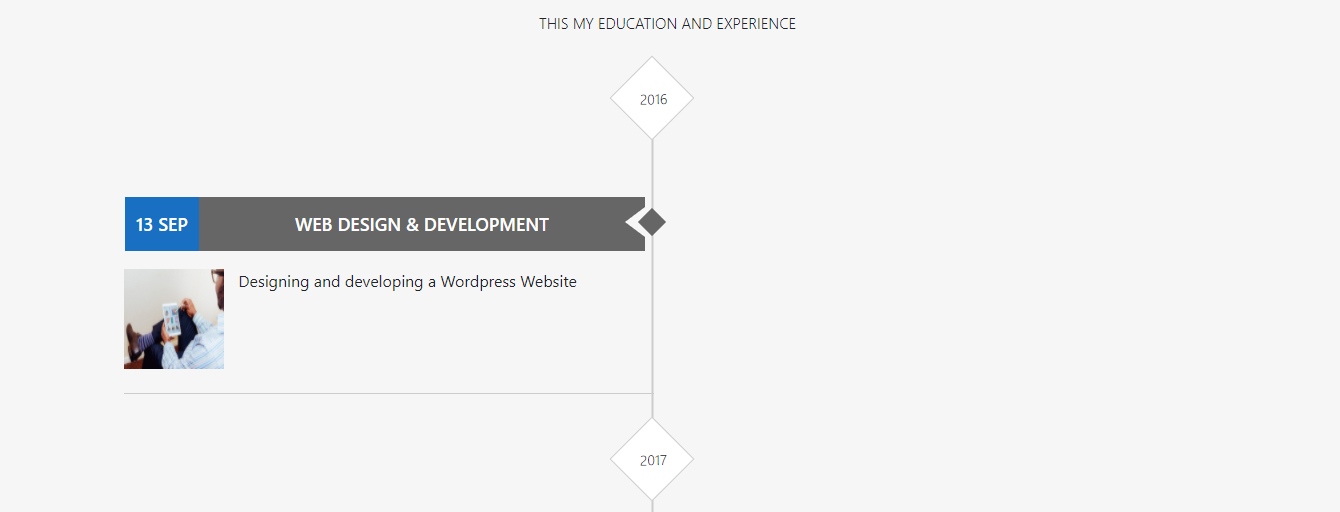 THIS MY EDUCATION AND EXPERIENCE
2016
13 SEP WEB DESIGN & DEVELOPMENT
Designing and developing a Wordpress Website
2017